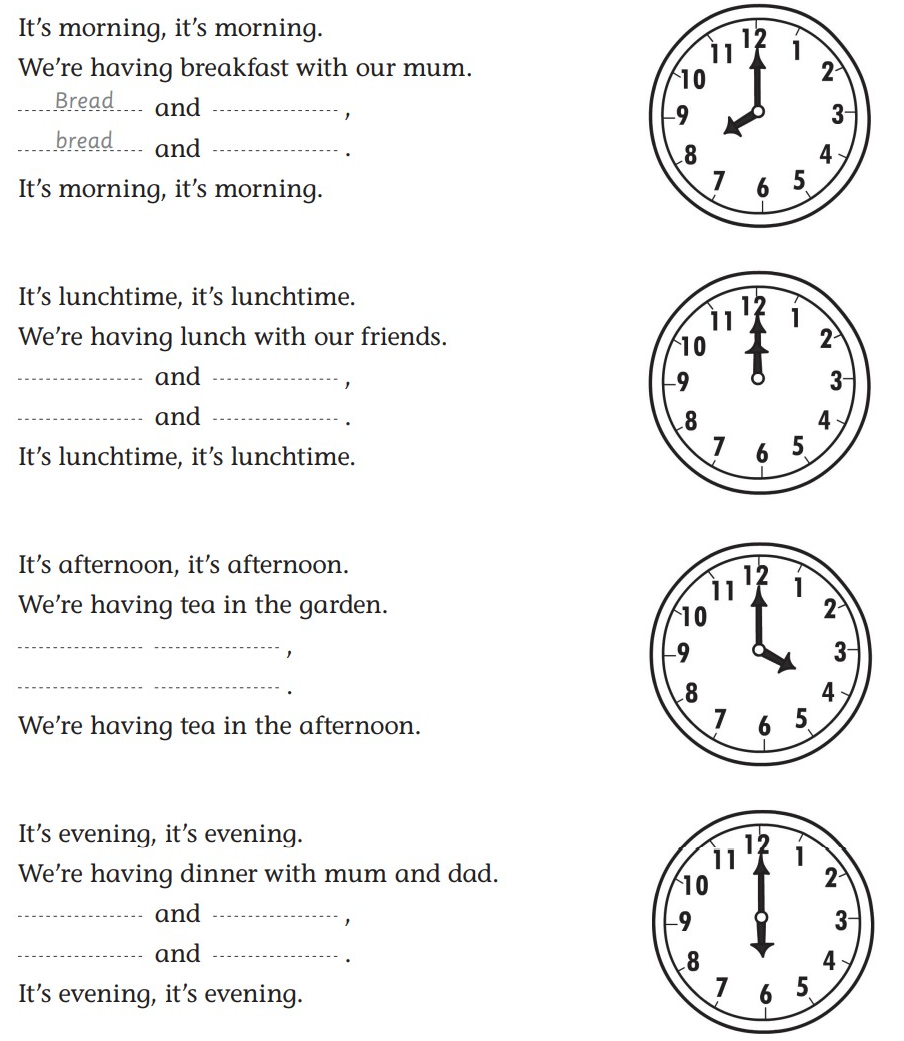 It's morning, it's morning.
We're having breakfast with our mum.
Bread and ,
bread and .
It's morning, it's morning.
12 1 2 3 4 5 6 7 8 9 10 11
It's lunchtime, it's lunchtime.
We're having lunch with our friends.
and ,
and .
It's lunchtime, it's lunchtime.
12 1 2 3 4 5 6 7 8 9 10 11
It's afternoon, it's afternoon.
We're having tea in the garden.
,
.
We're having tea in the afternoon.
12 1 2 3 4 5 6 7 8 9 10 11
It's evening, it's evening.
We're having dinner with mum and dad.
and ,
and .
It's evening, it's evening.
12 1 2 3 4 5 6 7 8 9 10 11